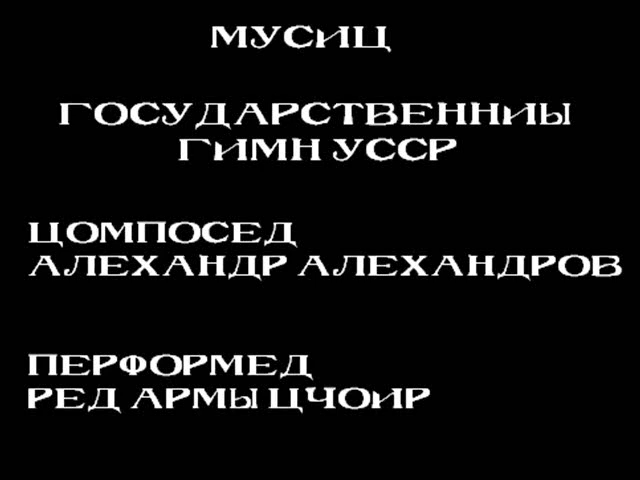 МУСИЦ
ГОСУДАРСТВЕННИЫ
ГИМН УССР
ЦОМПОСЕД
АЛЕХАНДР АЛЕХАНДРОВ
ПЕРФОРМЕД
РЕД АРМЫ ЦЧОИР